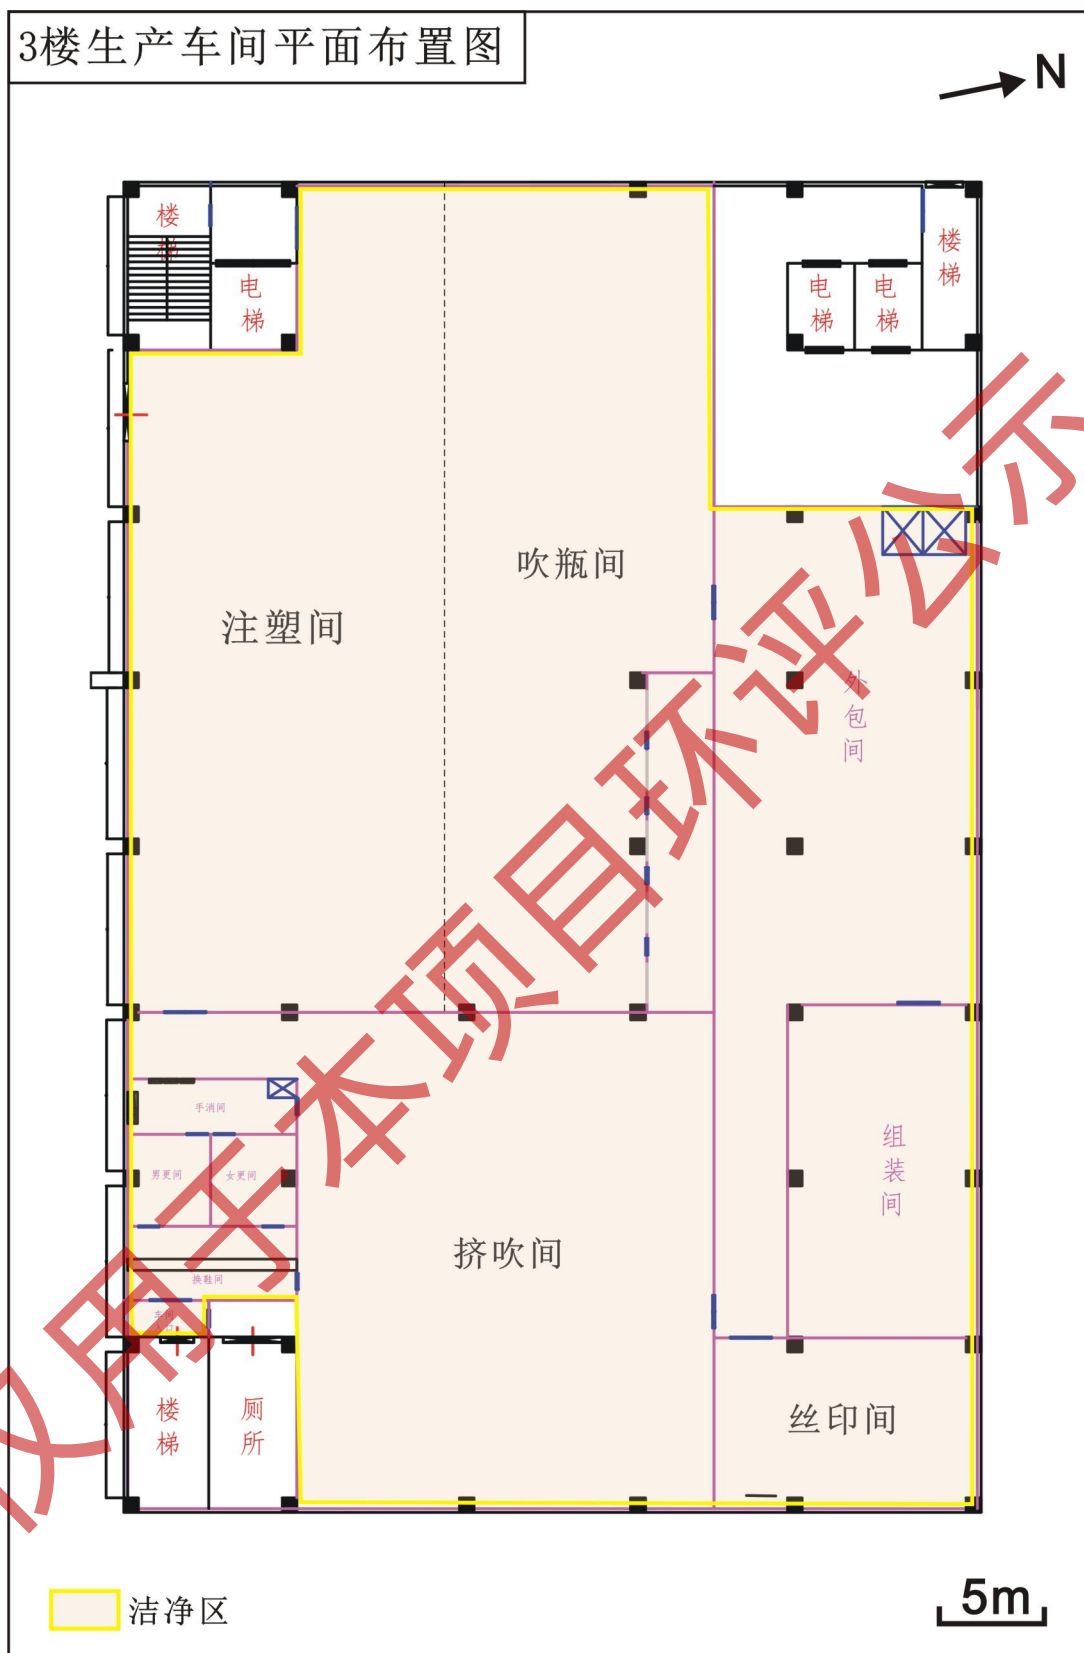 3楼生产车间平面布置图
N
楼梯
电梯
电梯
电梯
楼梯
吹瓶间
注塑间
外包间
手消间
男更间
女更间
组装间
挤吹间
换鞋间
车间
楼梯
厕所
丝印间
洁净区
5m
仅用于本项目环评公示